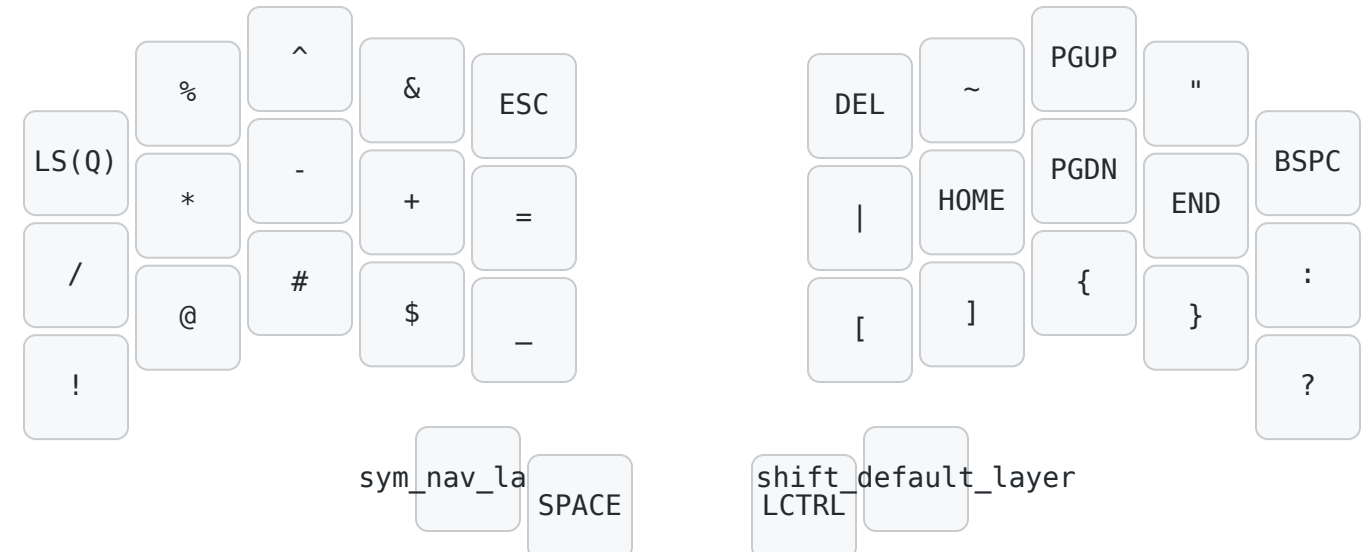 LS(Q) % ^ & ESC
/ * - + =
! @ # $ _
DEL ~ PGUP " BSPC
| HOME PGDN END :
[ ] { } ?
sym_nav_la SPACE
LCTRL shift_default_layer